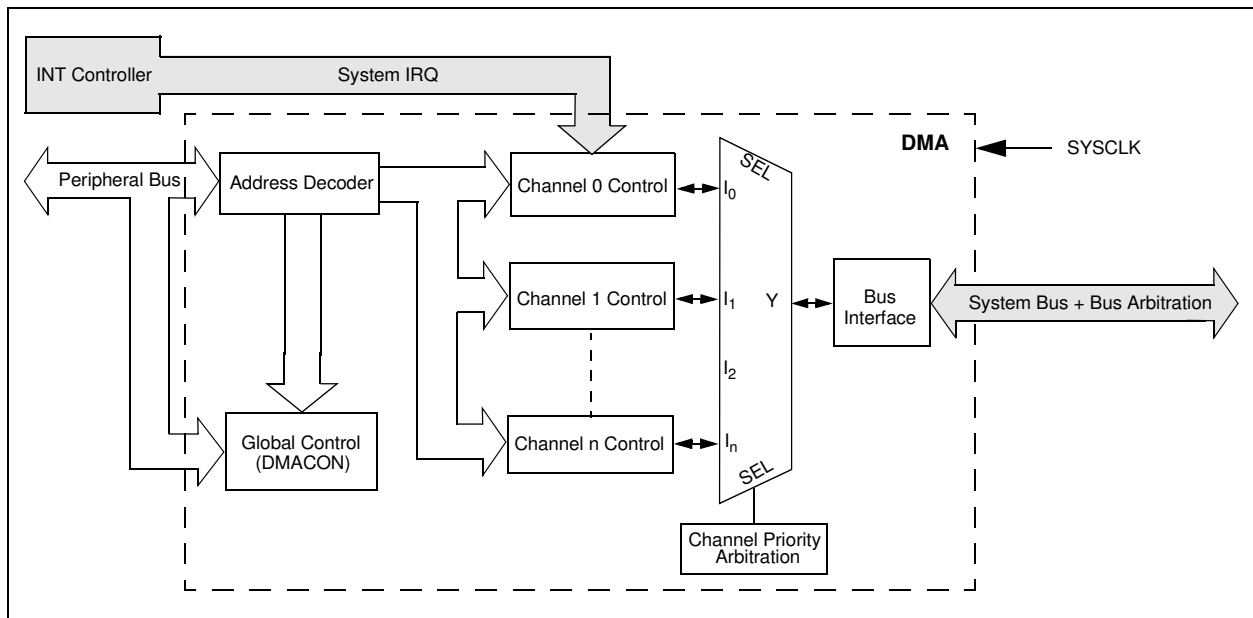 INT Controller
System IRQ
DMA
SYSCLK
Peripheral Bus
Address Decoder
Channel 0 Control
SEL
I0
Channel 1 Control
I1
Y
Bus
Interface
System Bus + Bus Arbitration
I2
Global Control
(DMACON)
Channel n Control
In
SEL
Channel Priority
Arbitration